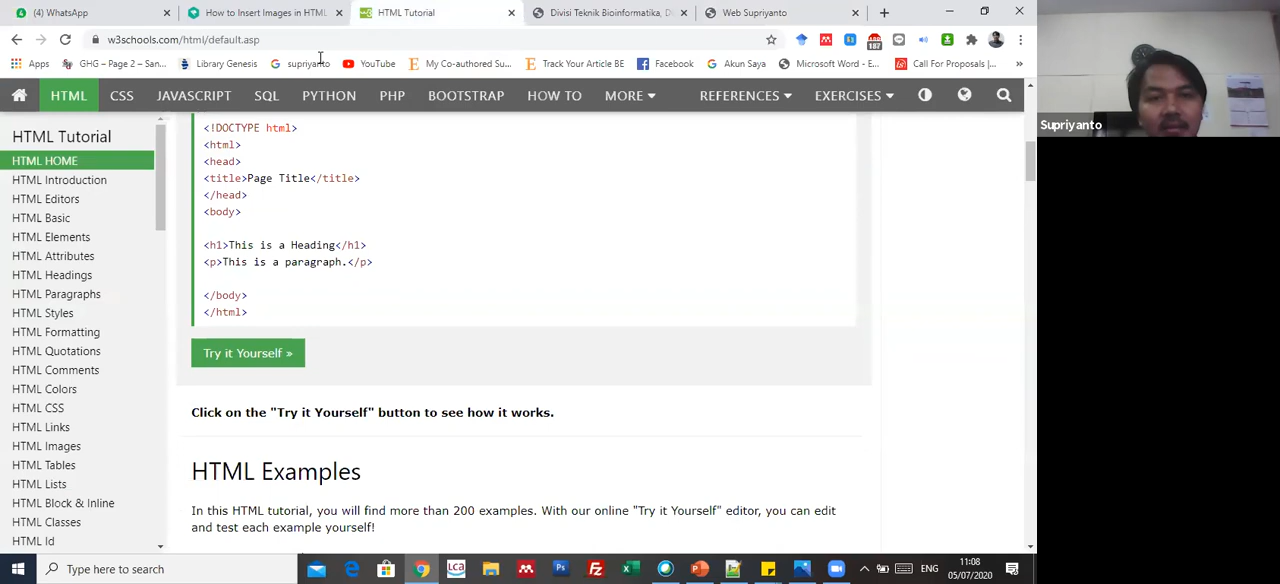 (4) WhatsApp
How to Insert Images in HTML
HTML Tutorial
Divisi Teknik Bioinformatika, D
Web Supriyanto
w3schools.com/html/default.asp
187
Apps
GHG – Page 2 – San...
Library Genesis
supriyanto
YouTube
My Co-authored Su...
Track Your Article BE
Facebook
Akun Saya
Microsoft Word - E...
Call For Proposals |...
HTML CSS JAVASCRIPT SQL PYTHON PHP BOOTSTRAP HOW TO MORE REFERENCES EXERCISES
Supriyanto
HTML Tutorial
HTML HOME
HTML Introduction
HTML Editors
HTML Basic
HTML Elements
HTML Attributes
HTML Headings
HTML Paragraphs
HTML Styles
HTML Formatting
HTML Quotations
HTML Comments
HTML Colors
HTML CSS
HTML Links
HTML Images
HTML Tables
HTML Lists
HTML Block & Inline
HTML Classes
HTML Id
<!DOCTYPE html>
<html>
<head>
<title>Page Title</title>
</head>
<body>
<h1>This is a Heading</h1>
<p>This is a paragraph.</p>
</body>
</html>
Try it Yourself »
Click on the "Try it Yourself" button to see how it works.
HTML Examples
In this HTML tutorial, you will find more than 200 examples. With our online "Try it Yourself" editor, you can edit
and test each example yourself!
Type here to search
LCA
ENG
11:08
05/07/2020